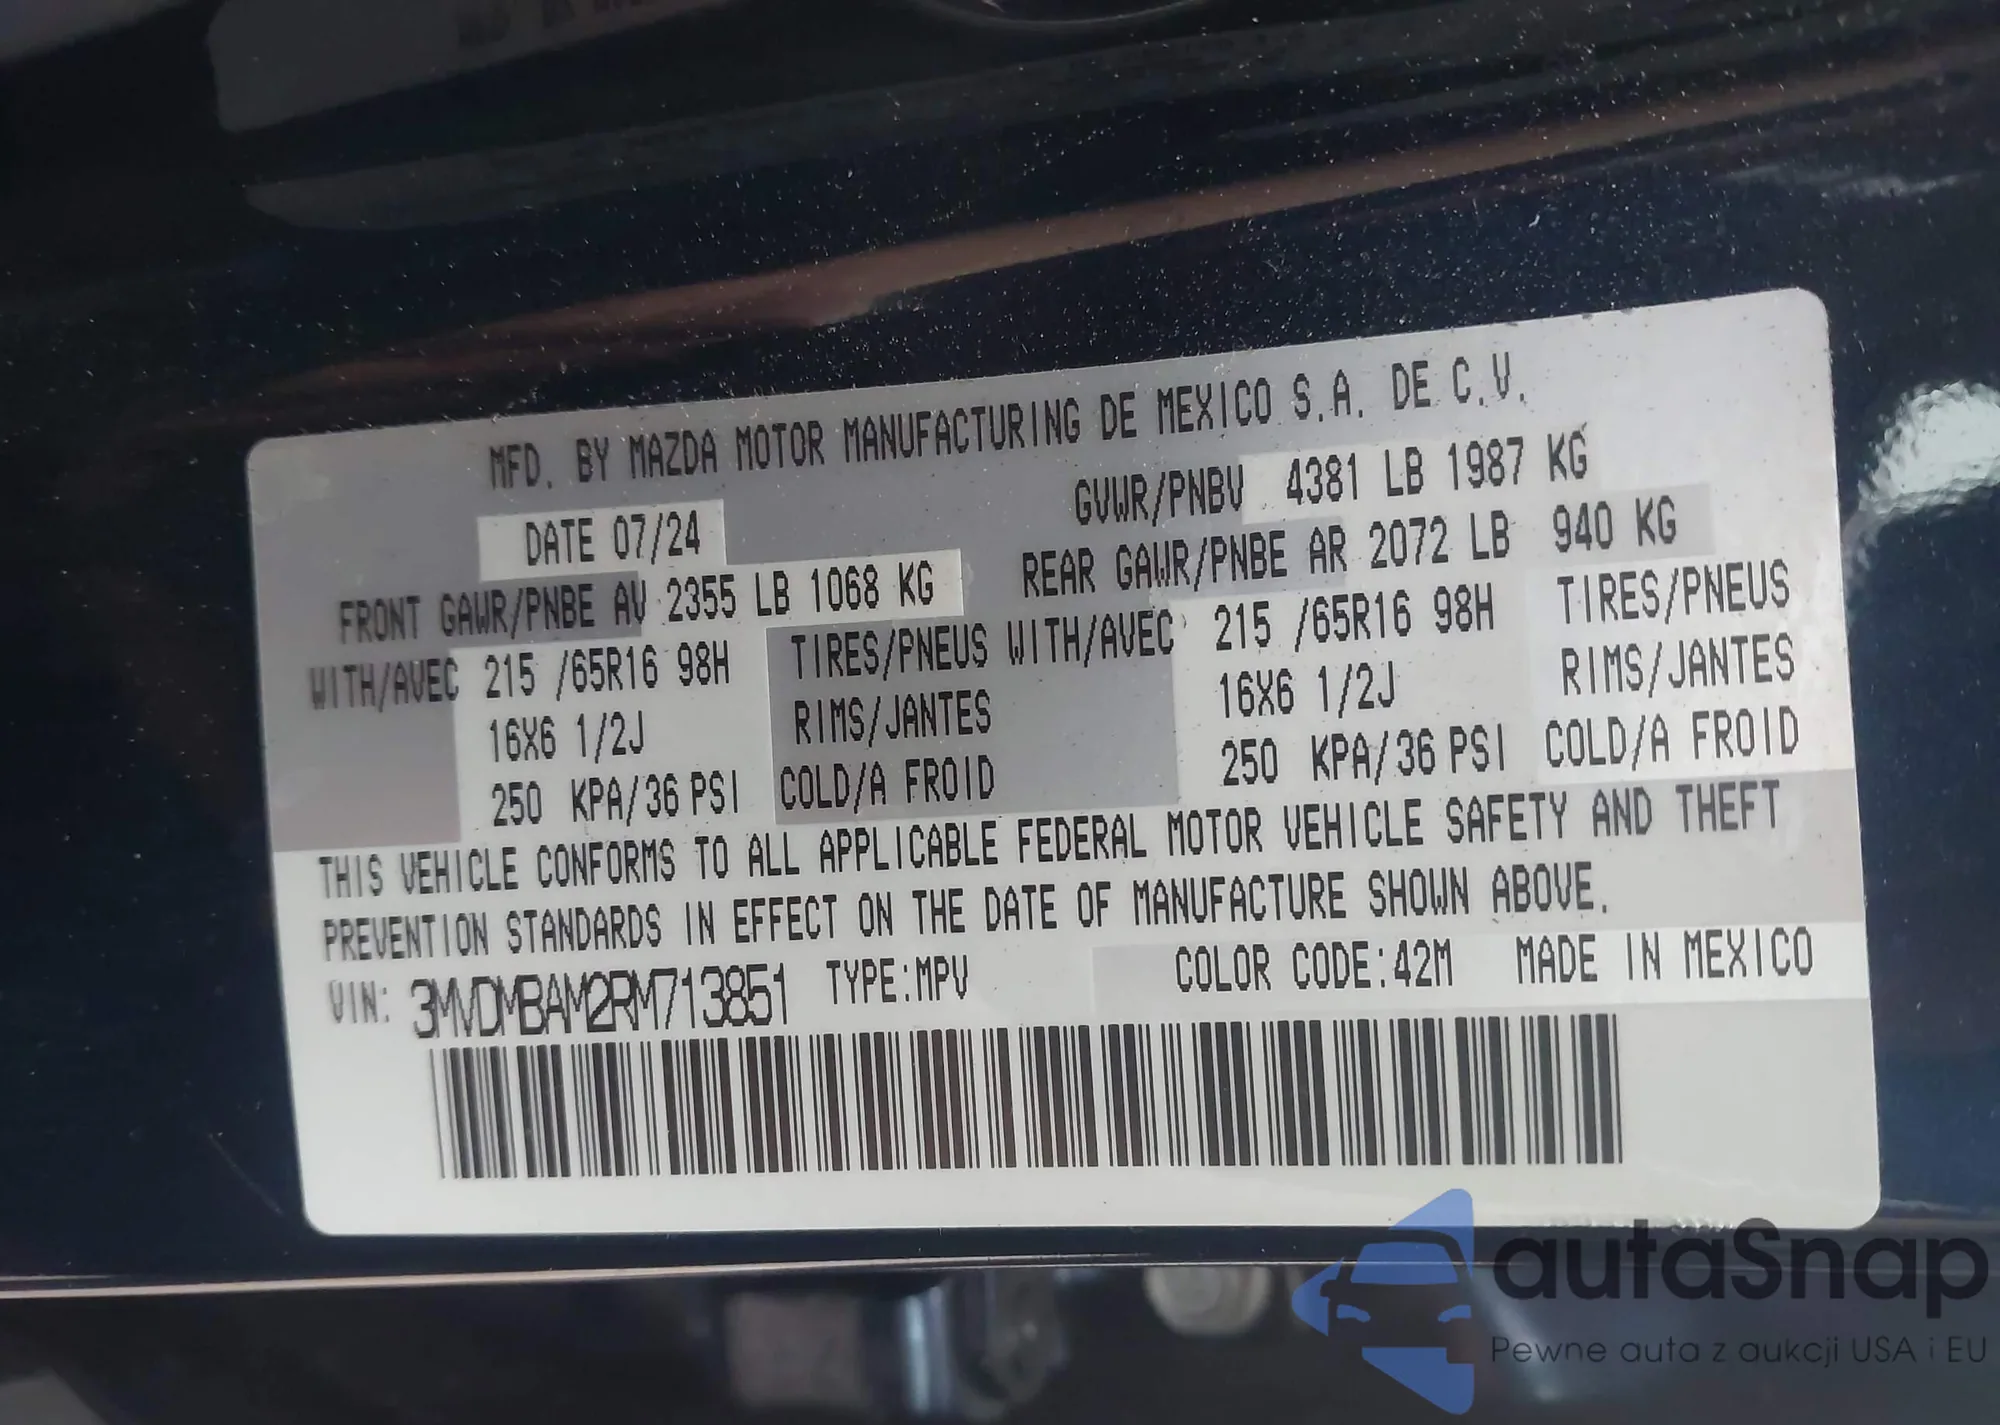 MFD. BY MAZDA MOTOR MANUFACTURING DE MEXICO S.A. DE C.V.
DATE 07/24 GVWR/PNBV 4381 LB 1987 KG
FRONT GAWR/PNBE AV 2355 LB 1068 KG REAR GAWR/PNBE AR 2072 LB 940 KG
WITH/AVEC 215 /65R16 98H TIRES/PNEUS WITH/AVEC 215 /65R16 98H TIRES/PNEUS
16X6 1/2J RIMS/JANTES 16X6 1/2J RIMS/JANTES
250 KPA/36 PSI COLD/A FROID 250 KPA/36 PSI COLD/A FROID
THIS VEHICLE CONFORMS TO ALL APPLICABLE FEDERAL MOTOR VEHICLE SAFETY AND THEFT
PREVENTION STANDARDS IN EFFECT ON THE DATE OF MANUFACTURE SHOWN ABOVE.
VIN: 3MVDMBAM2RM713851 TYPE:MPV COLOR CODE:42M MADE IN MEXICO
autaSnap
Pewne auta z aukcji USA i EU